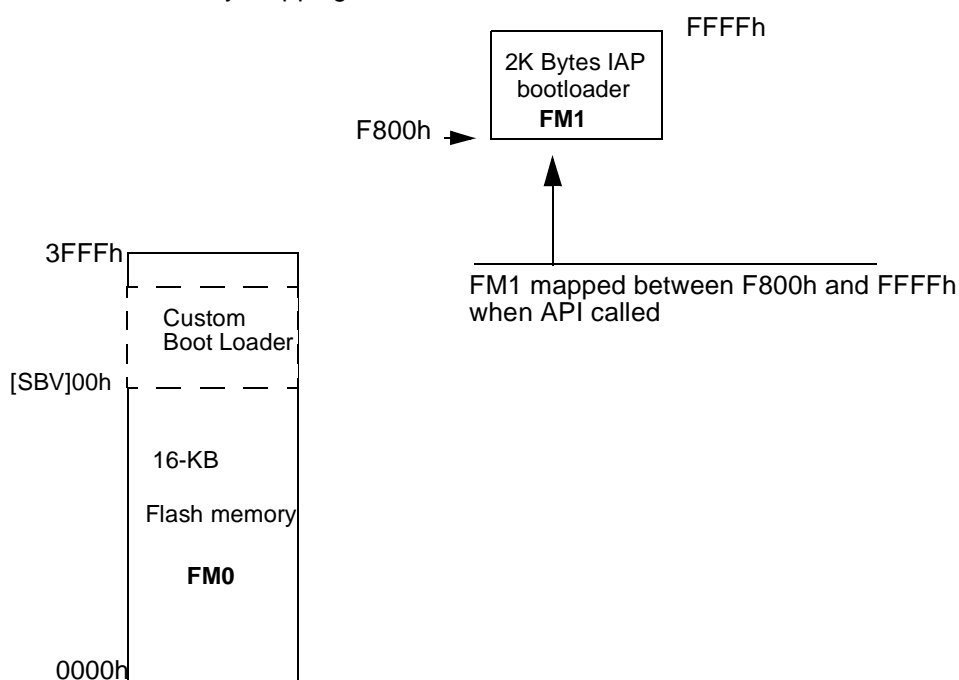 FFFFh
2K Bytes IAP
bootloader
FM1
F800h
3FFFh
FM1 mapped between F800h and FFFFh
when API called
Custom
Boot Loader
[SBV]00h
16-KB
Flash memory
FM0
0000h